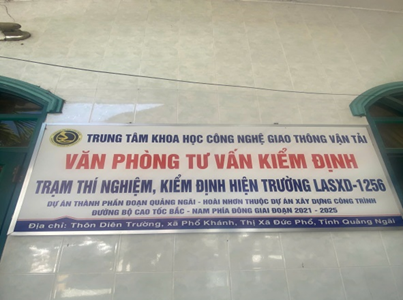 TRUNG TÂM KHOA HỌC CÔNG NGHỆ GIAO THÔNG VẬN TẢI
VĂN PHÒNG TƯ VẤN KIỂM ĐỊNH
TRẠM THÍ NGHIỆM, KIỂM ĐỊNH HIỆN TRƯỜNG LASXD-1256
DỰ ÁN THÀNH PHẦN ĐOẠN QUẢNG NGÃI - HOÀI NHƠN THUỘC DỰ ÁN XÂY DỰNG CÔNG TRÌNH
ĐƯỜNG BỘ CAO TỐC BẮC - NAM PHÍA ĐÔNG GIAI ĐOẠN 2021 - 2025
Địa chỉ: Thôn Diên Trường, xã Phổ Khánh, Thị Xã Đức Phổ, Tỉnh Quảng Ngãi